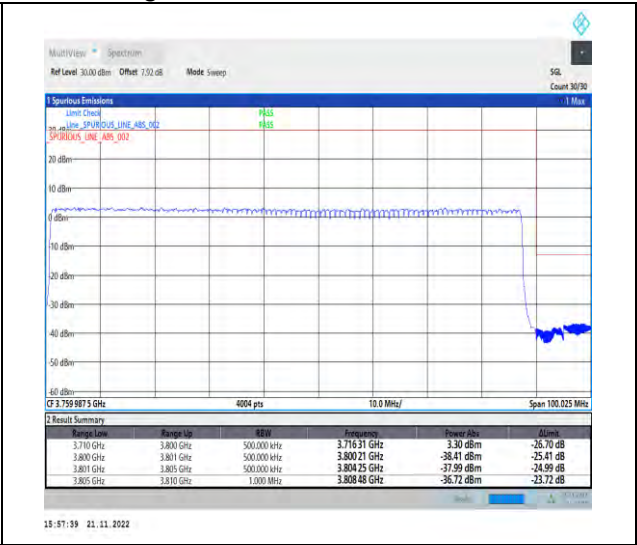 MultiView Spectrum
Ref Level 30.00 dBm Offset 7.92 dB Mode Sweep SGL
Count 30/30
1 Spurious Emissions 1 Max
Limit Check PASS
Line _SPURIOUS_LINE_ABS_002 PASS
_SPURIOUS_LINE_ABS_002
20 dBm
10 dBm
0 dBm
-10 dBm
-20 dBm
-30 dBm
-40 dBm
-50 dBm
-60 dBm
CF 3.759 987 5 GHz 4004 pts 10.0 MHz/ Span 100.025 MHz
2 Result Summary
Range Low Range Up RBW Frequency Power Abs ΔLimit
3.710 GHz 3.800 GHz 500.000 kHz 3.716 31 GHz 3.30 dBm -26.70 dB
3.800 GHz 3.801 GHz 500.000 kHz 3.800 21 GHz -38.41 dBm -25.41 dB
3.801 GHz 3.805 GHz 500.000 kHz 3.804 25 GHz -37.99 dBm -24.99 dB
3.805 GHz 3.810 GHz 1.000 MHz 3.808 48 GHz -36.72 dBm -23.72 dB
15:57:39 21.11.2022